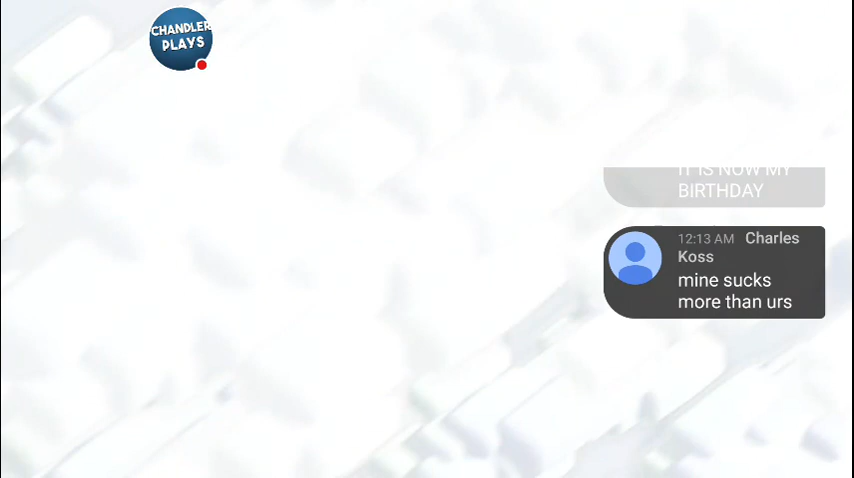 CHANDLER
PLAYS
IT IS NOW MY
BIRTHDAY
12:13 AM Charles
Koss
mine sucks
more than urs